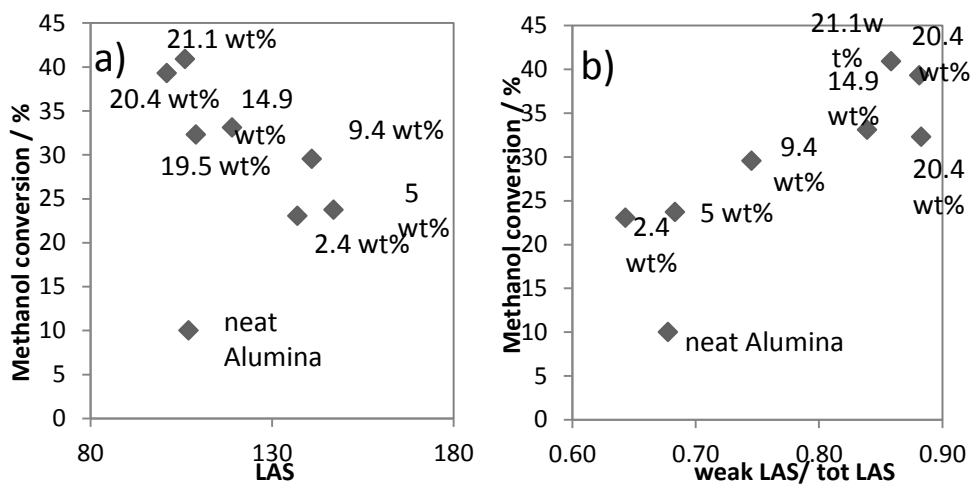 a)
Methanol conversion / %
45
40
35
30
25
20
15
10
5
0
21.1 wt%
20.4 wt%
14.9
wt%
19.5 wt%
9.4 wt%
5
wt%
2.4 wt%
neat
Alumina
80
130
180
LAS
b)
Methanol conversion / %
45
40
35
30
25
20
15
10
5
0
21.1w
t%
20.4
wt%
14.9
wt%
9.4
wt%
20.4
wt%
5 wt%
2.4
wt%
neat Alumina
0.60
0.70
0.80
0.90
weak LAS/ tot LAS